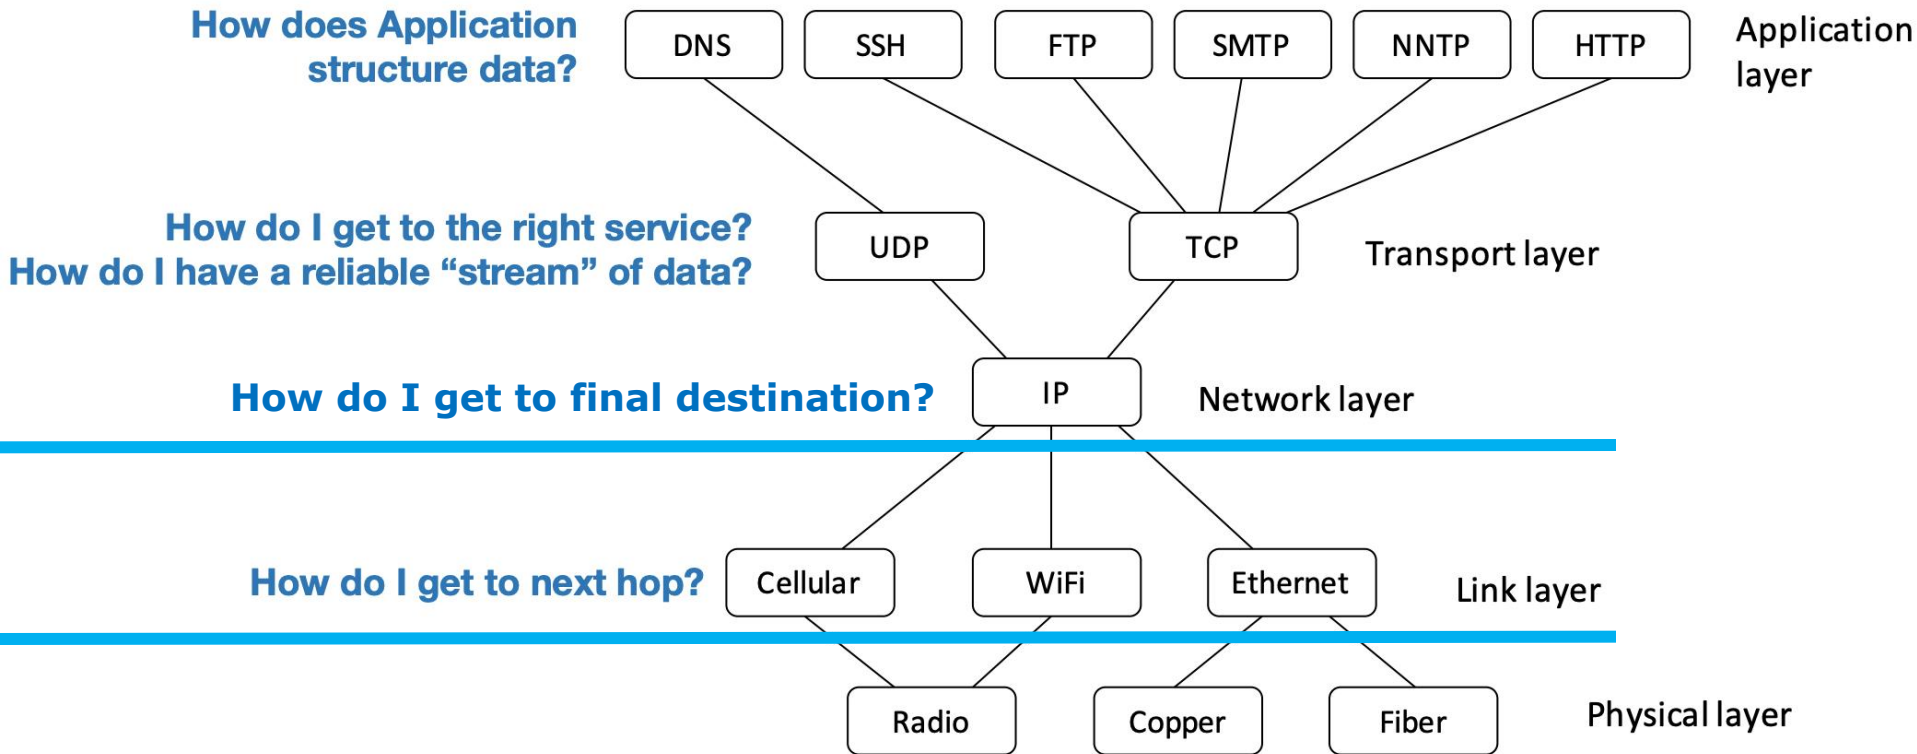 How does Application
structure data?
DNS
SSH
FTP
SMTP
NNTP
HTTP
Application
layer
How do I get to the right service?
How do I have a reliable “stream” of data?
UDP
TCP
Transport layer
How do I get to final destination?
IP
Network layer
How do I get to next hop?
Cellular
WiFi
Ethernet
Link layer
Radio
Copper
Fiber
Physical layer